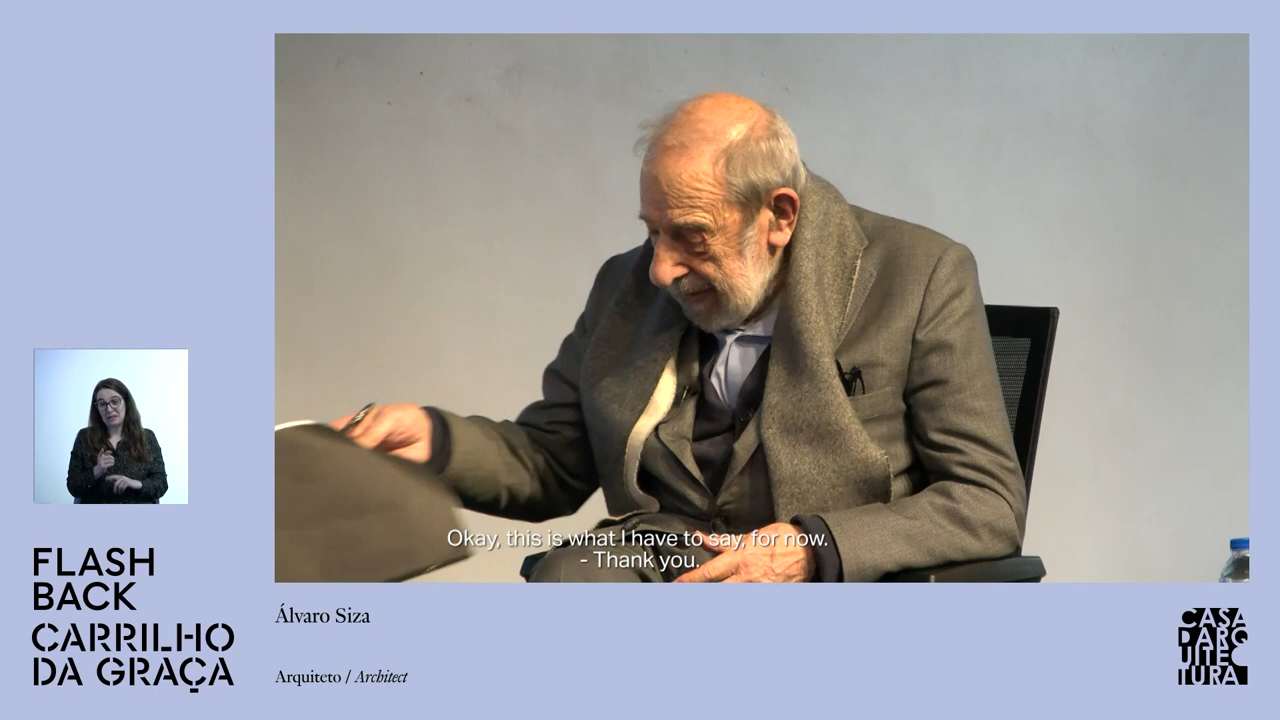 Okay, this is what I have to say, for now.
- Thank you.
FLASH
BACK
CARRILHO
DA GRAÇA
Álvaro Siza
Arquiteto / Architect
CASA
DARQ
UITEC
TURA